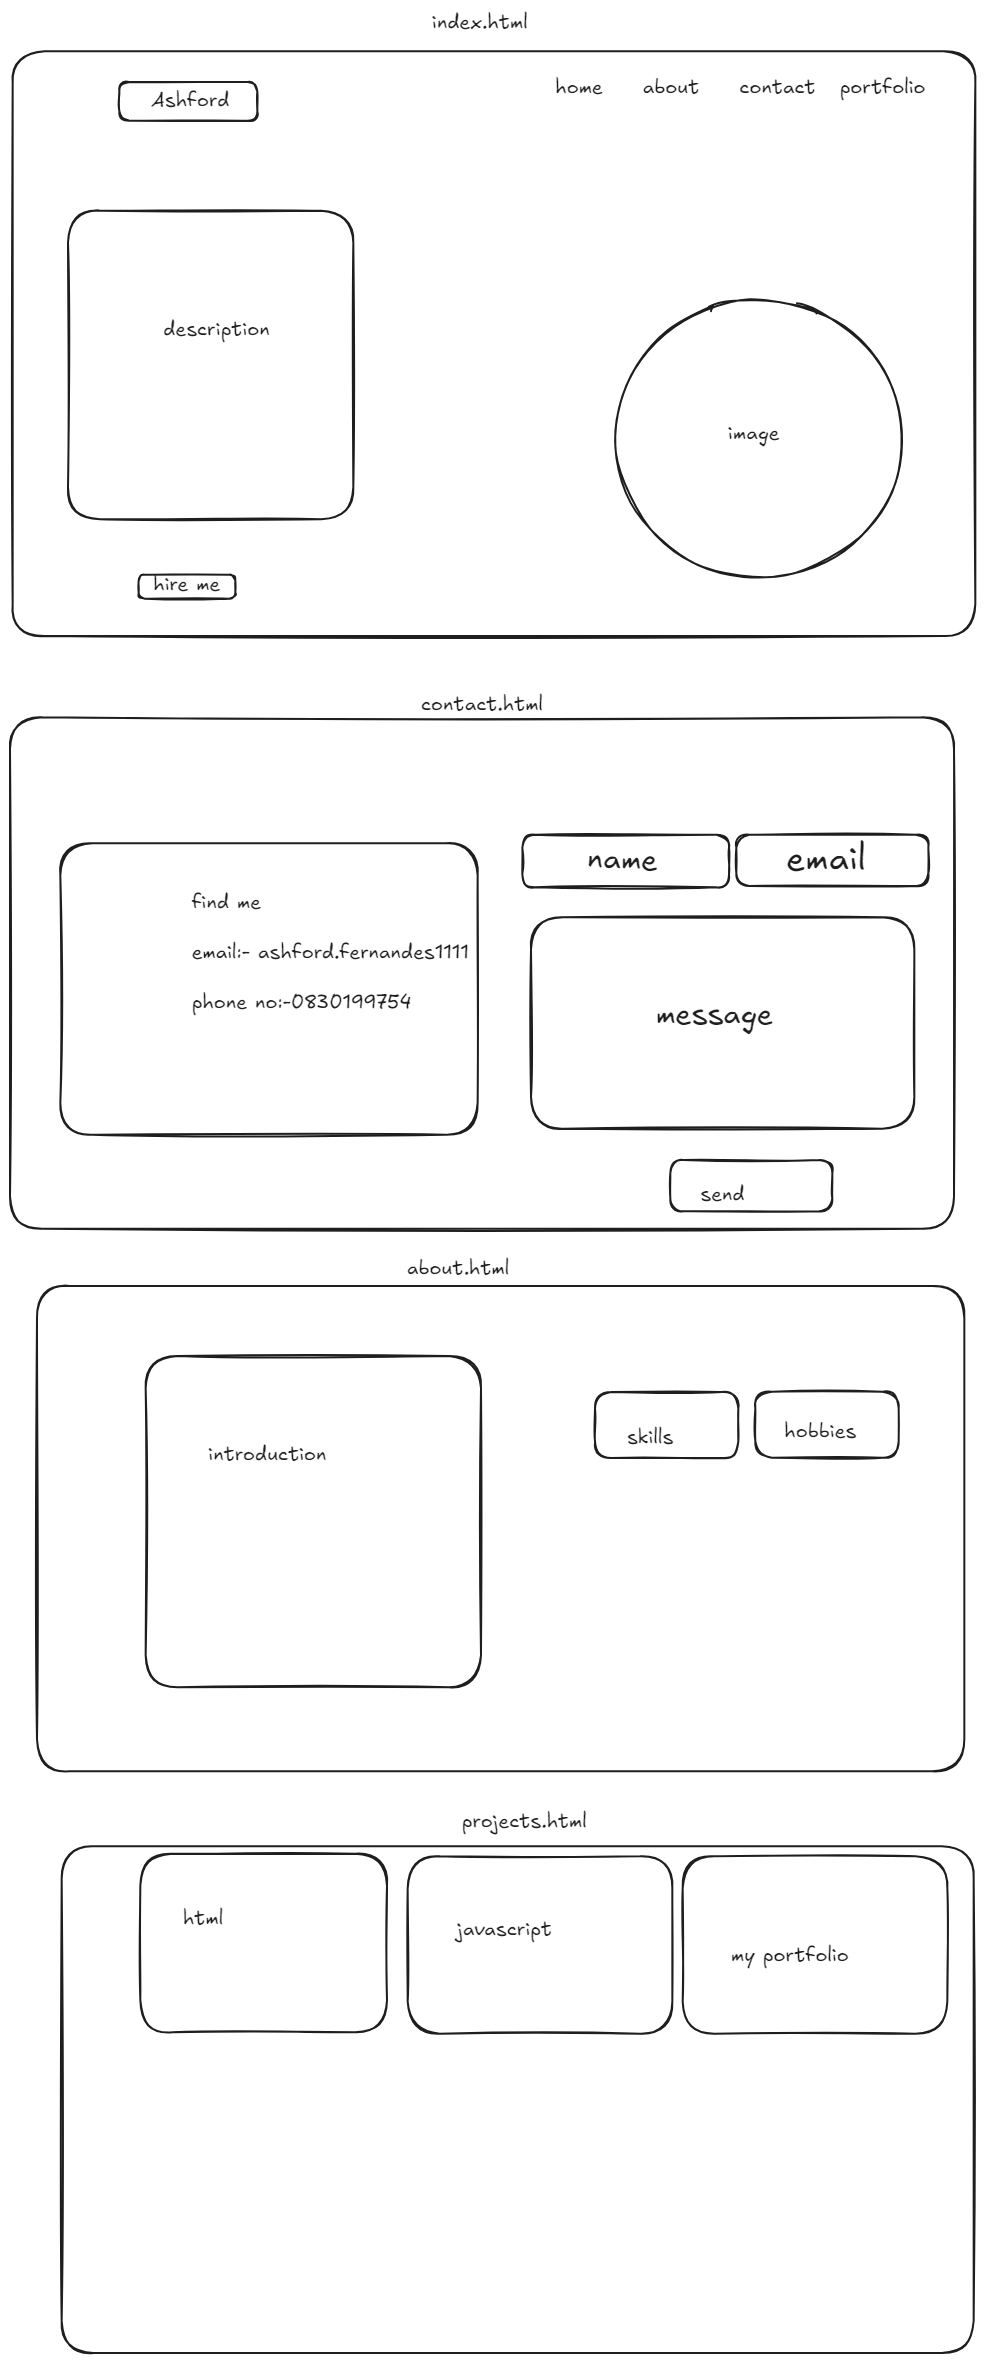 index.html
Ashford
home about contact portfolio
description
image
hire me
contact.html
name
email
find me
email:- ashford.fernandes1111
phone no:-0830199754
message
send
about.html
introduction
skills
hobbies
projects.html
html
javascript
my portfolio